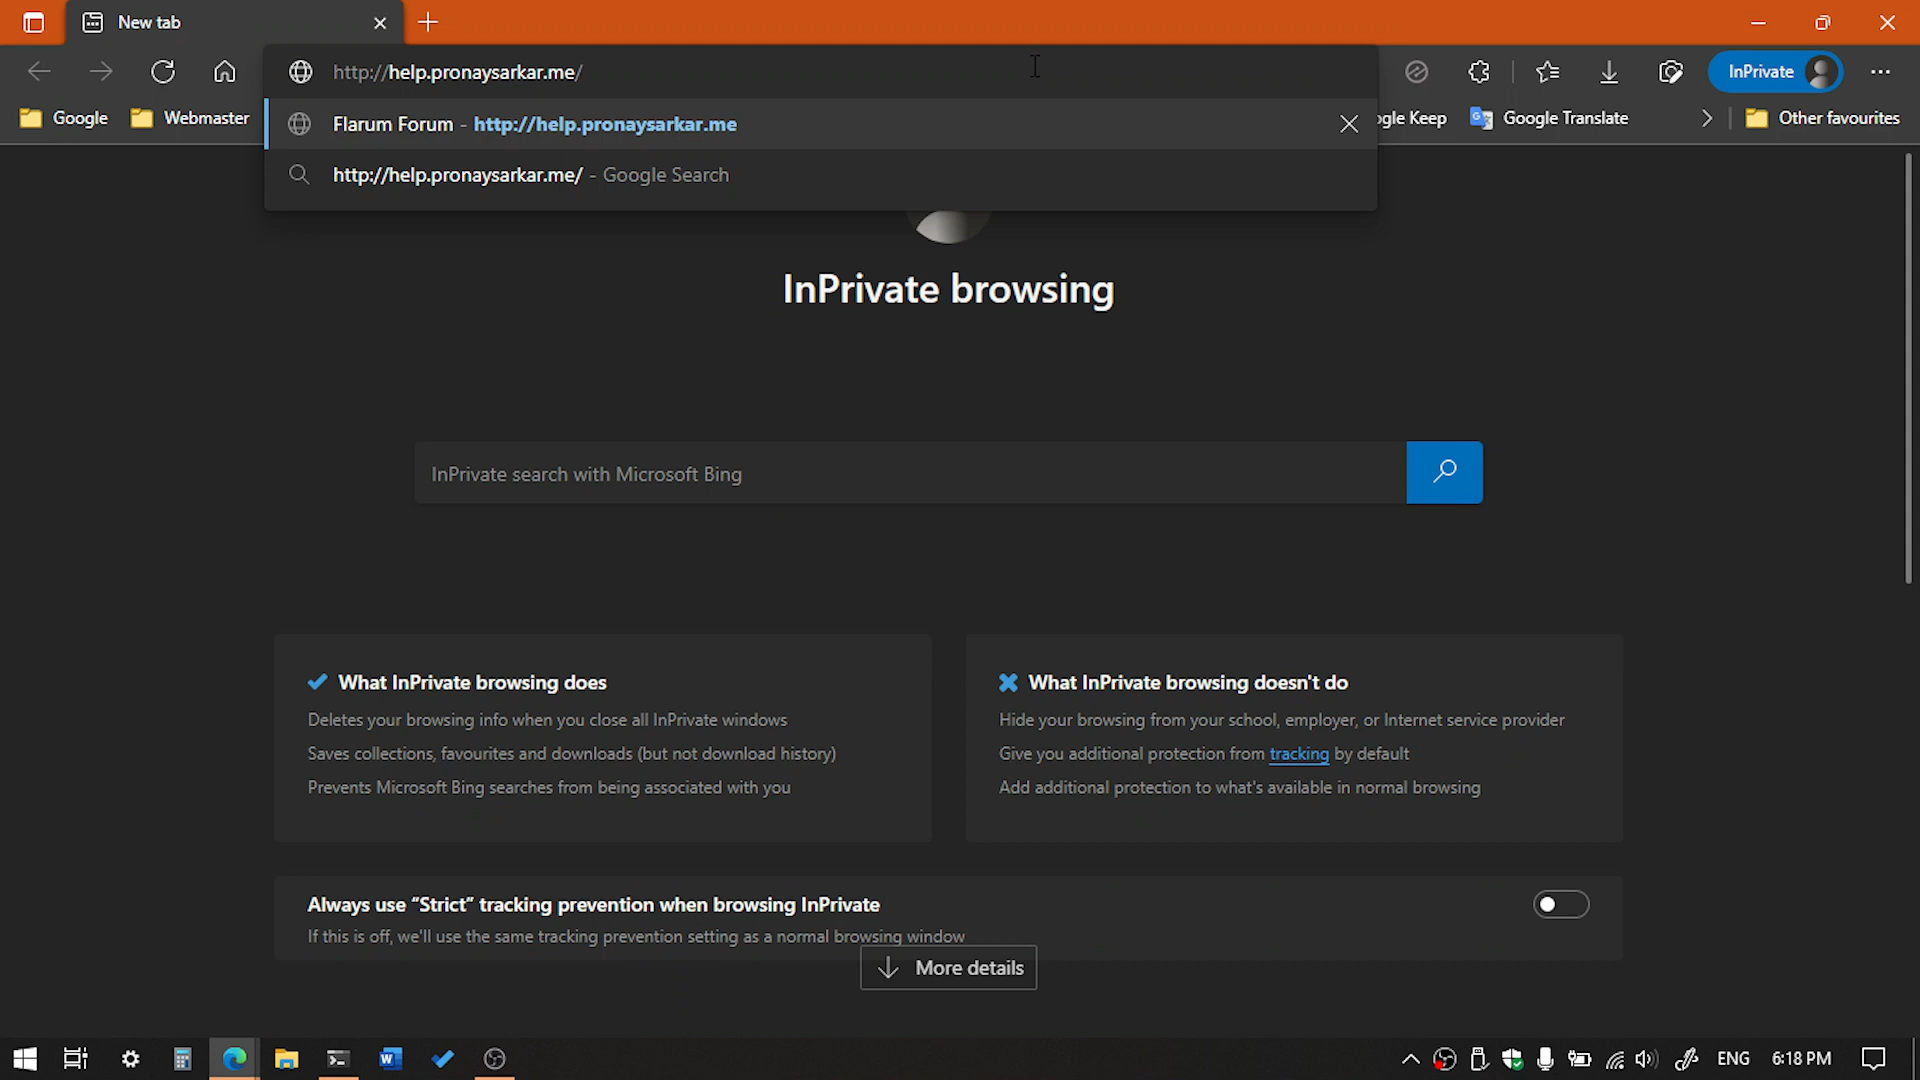 New tab
http://help.pronaysarkar.me/
InPrivate
Google
Webmaster
Flarum Forum - http://help.pronaysarkar.me
ogle Keep
Google Translate
Other favourites
http://help.pronaysarkar.me/ - Google Search
InPrivate browsing
InPrivate search with Microsoft Bing
What InPrivate browsing does
Deletes your browsing info when you close all InPrivate windows
Saves collections, favourites and downloads (but not download history)
Prevents Microsoft Bing searches from being associated with you
What InPrivate browsing doesn't do
Hide your browsing from your school, employer, or Internet service provider
Give you additional protection from tracking by default
Add additional protection to what's available in normal browsing
Always use “Strict” tracking prevention when browsing InPrivate
If this is off, we'll use the same tracking prevention setting as a normal browsing window
More details
ENG
6:18 PM